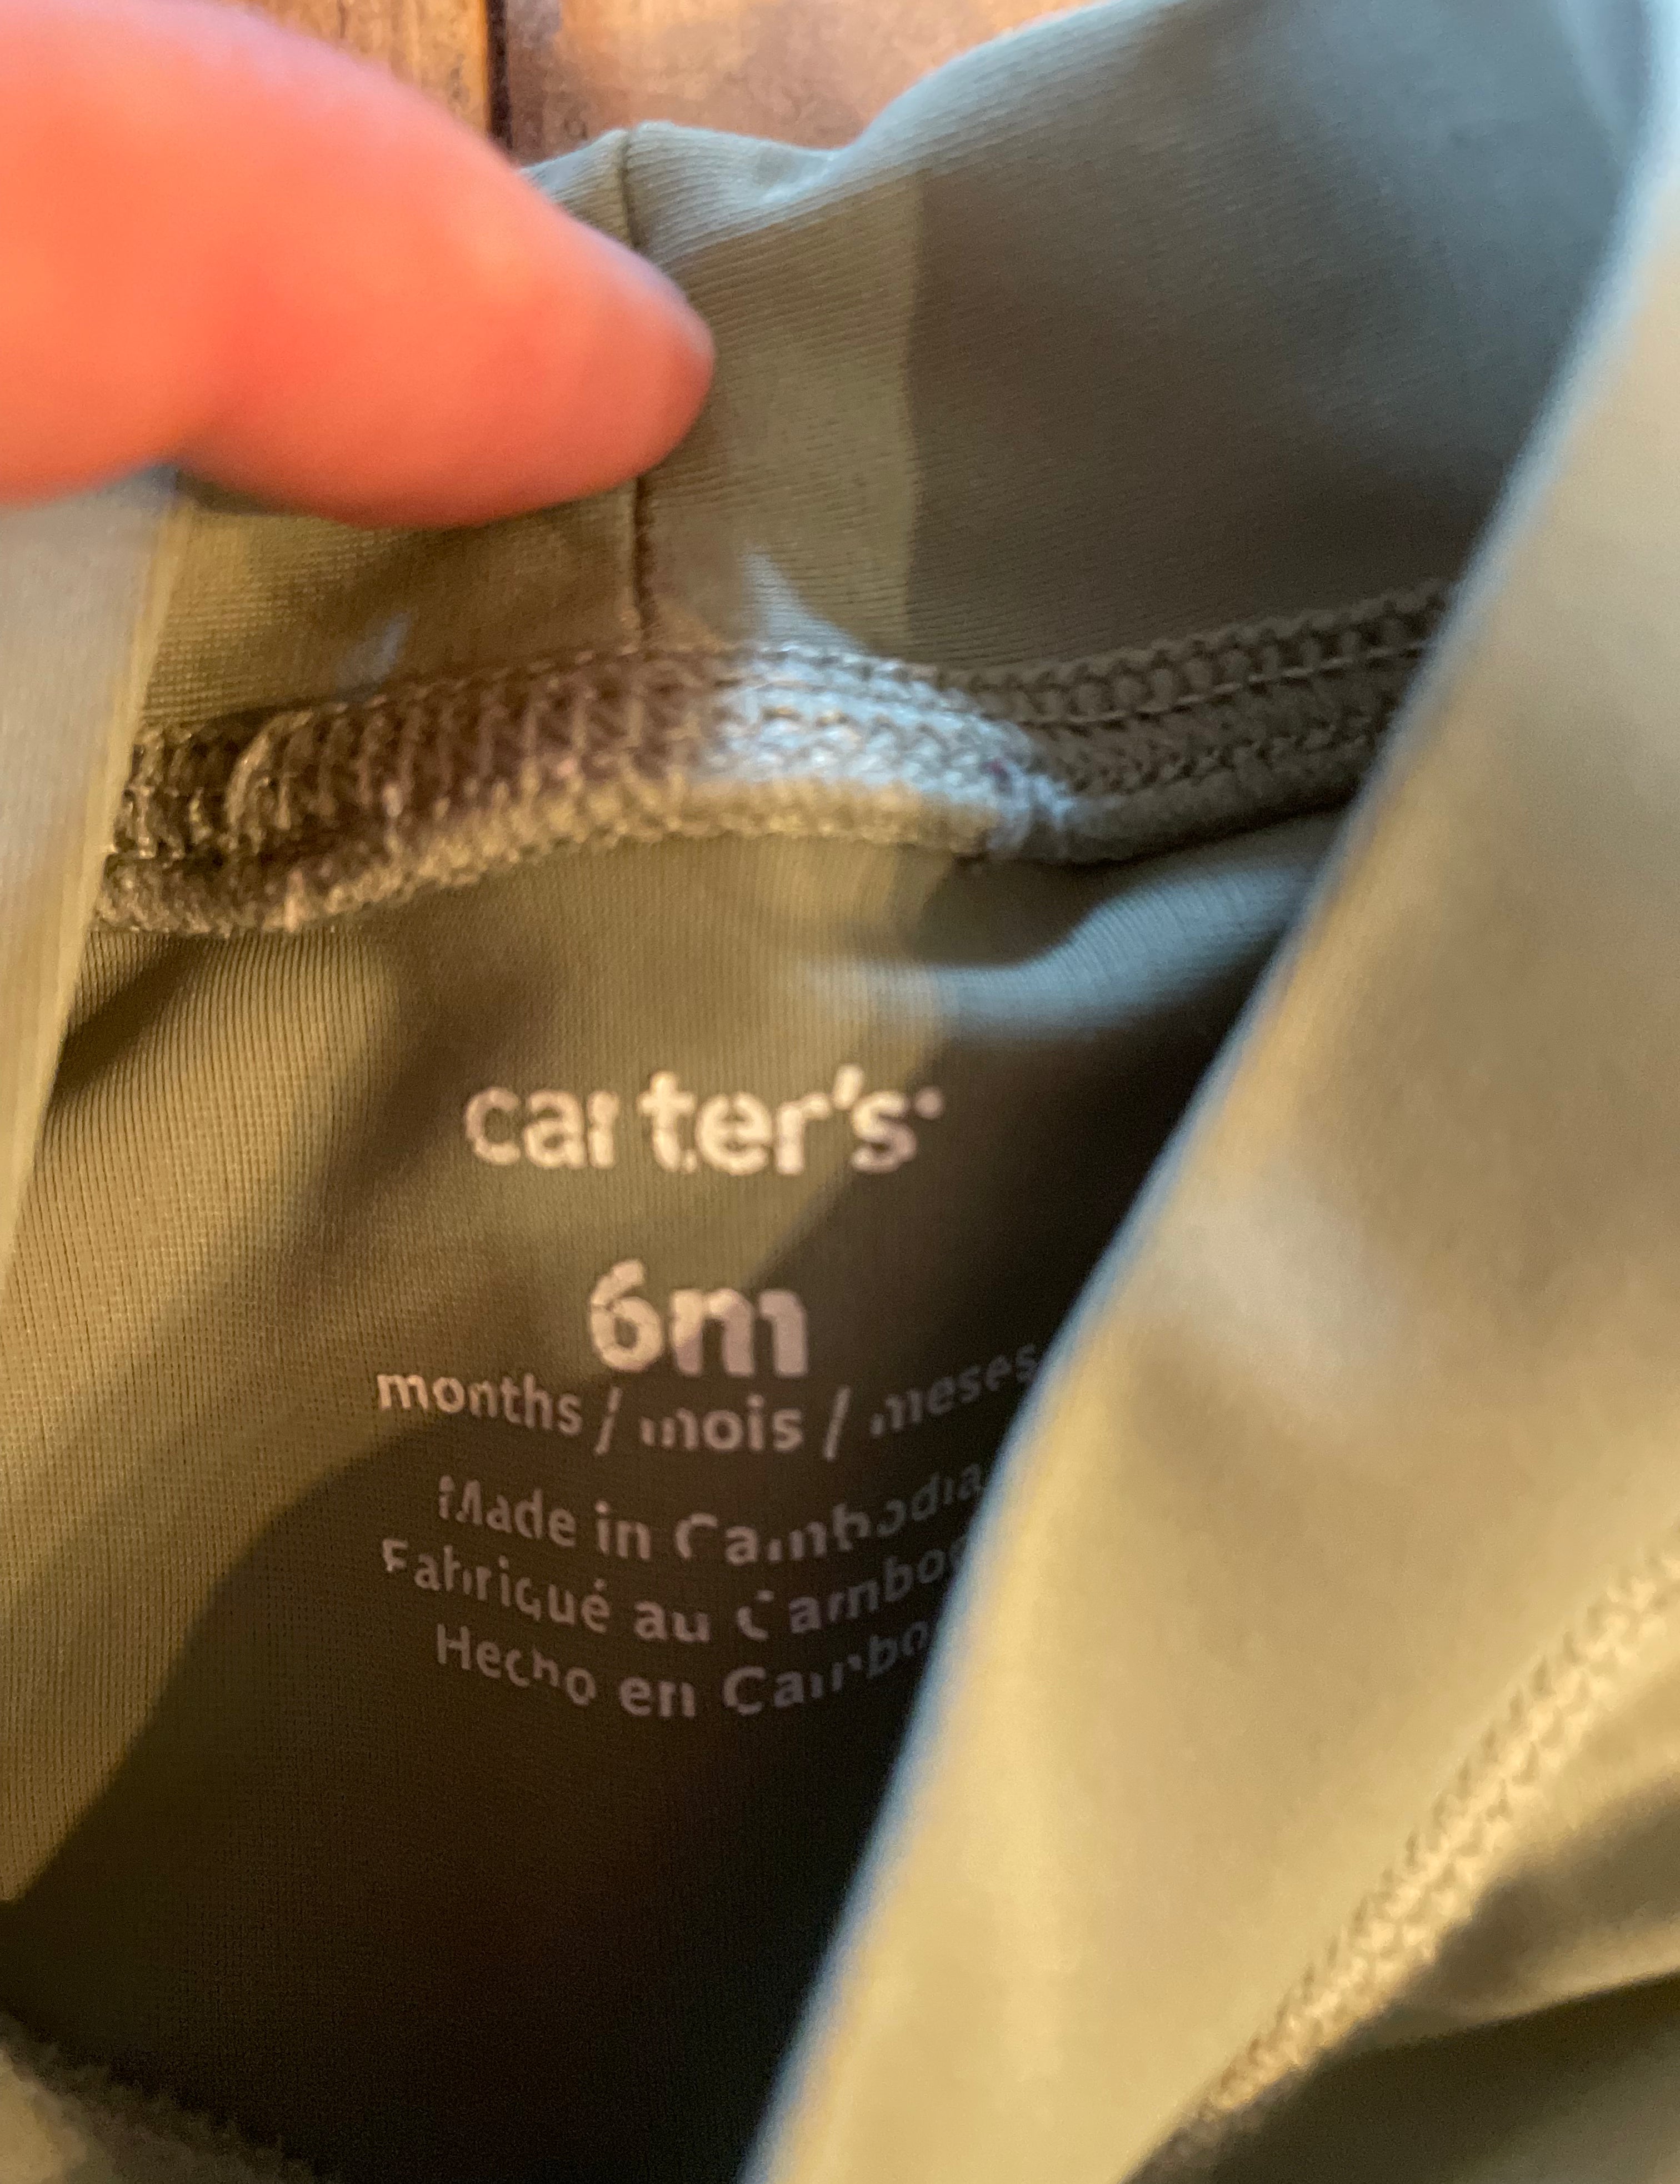 carter's
6m
months / mois / meses
Made in Cambodia
Fabriqué au
Hecho en